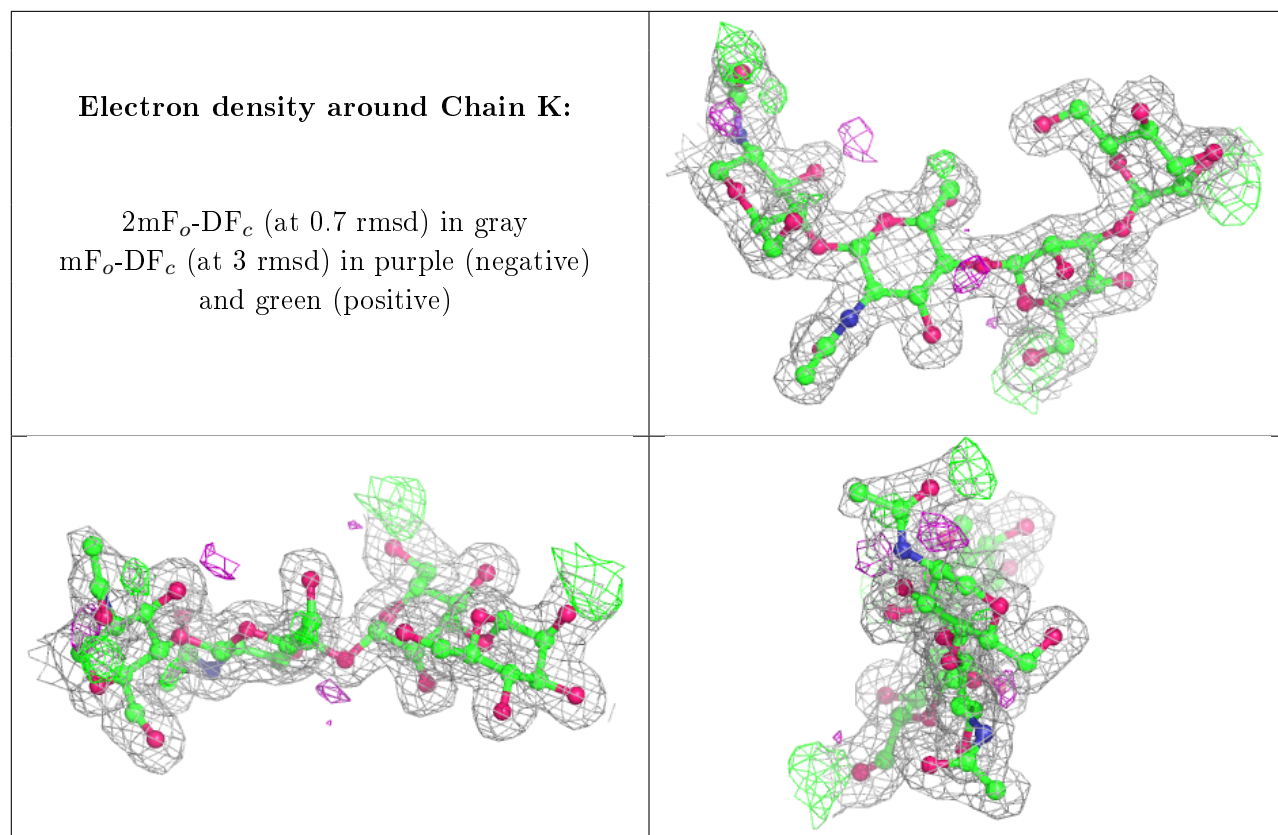 Electron density around Chain K:
2mFₒ-DF𝒸 (at 0.7 rmsd) in gray
mFₒ-DF𝒸 (at 3 rmsd) in purple (negative)
and green (positive)